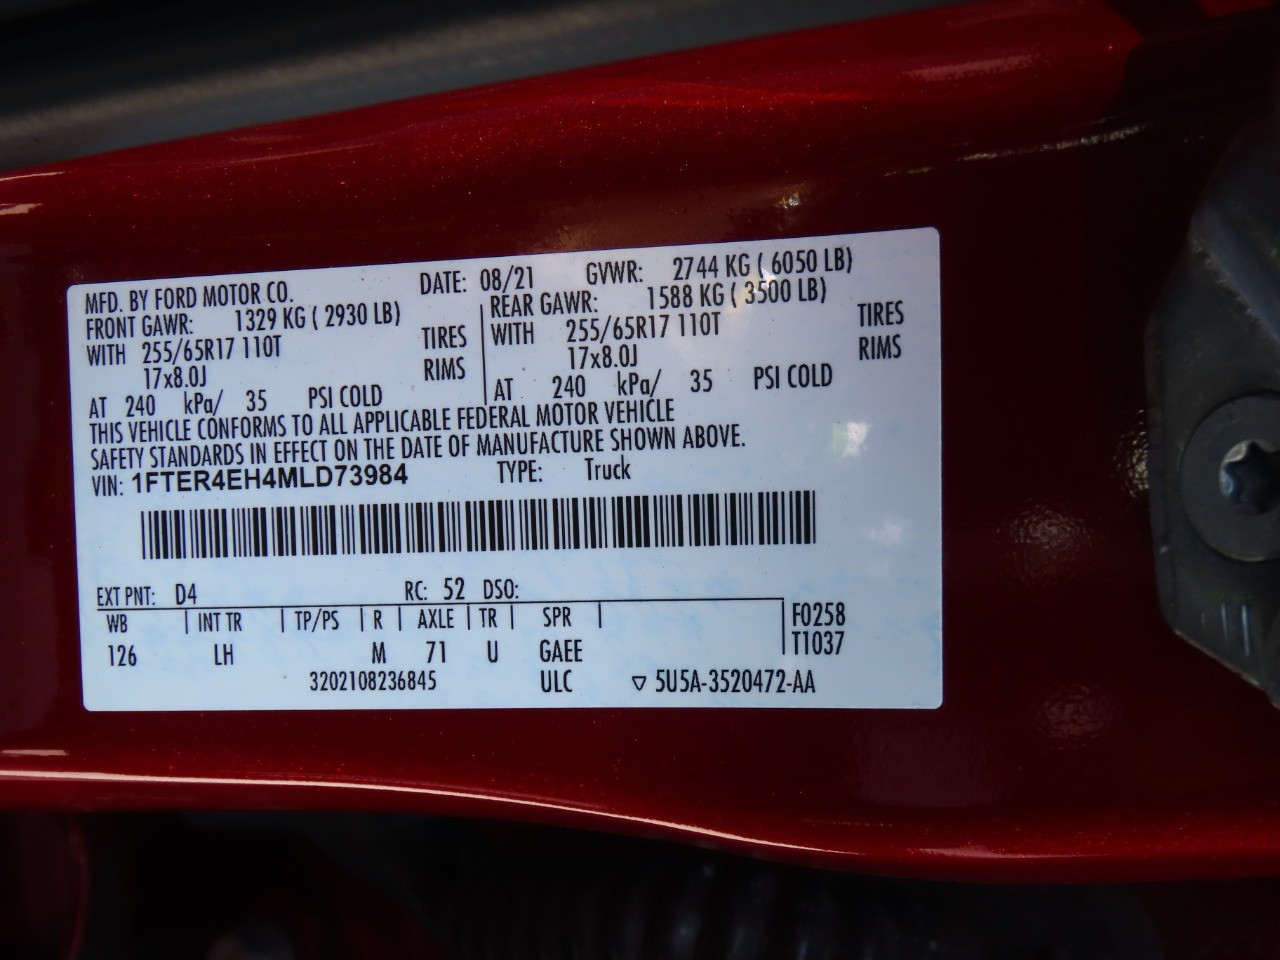 MFD. BY FORD MOTOR CO. DATE: 08/21 GVWR: 2744 KG ( 6050 LB)
FRONT GAWR: 1329 KG ( 2930 LB) REAR GAWR: 1588 KG ( 3500 LB)
WITH 255/65R17 110T TIRES WITH 255/65R17 110T TIRES
17x8.0J RIMS 17x8.0J RIMS
AT 240 kPa/ 35 PSI COLD AT 240 kPa/ 35 PSI COLD
THIS VEHICLE CONFORMS TO ALL APPLICABLE FEDERAL MOTOR VEHICLE
SAFETY STANDARDS IN EFFECT ON THE DATE OF MANUFACTURE SHOWN ABOVE.
VIN: 1FTER4EH4MLD73984 TYPE: Truck
EXT PNT: D4 RC: 52 DSO:
WB INT TR TP/PS R AXLE TR SPR F0258
126 LH M 71 U GAEE T1037
3202108236845 ULC ▽ 5U5A-3520472-AA